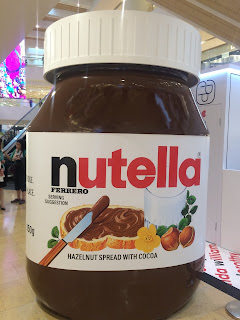 nutella
FERRERO
SERVING
SUGGESTION
HAZELNUT SPREAD WITH COCOA